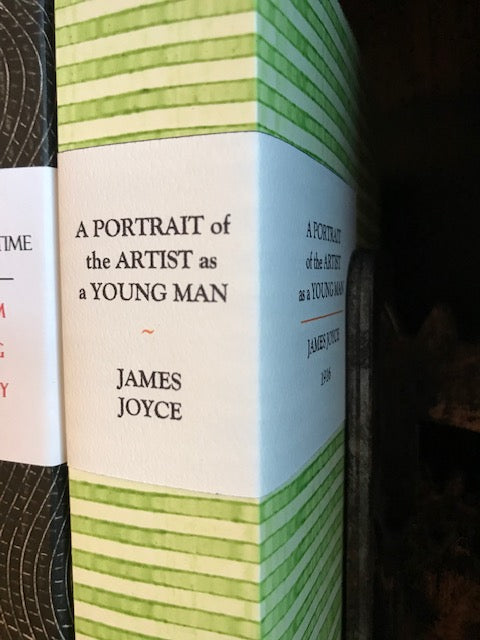 TIME
M
G
Y
A PORTRAIT of
the ARTIST as
a YOUNG MAN
~
JAMES
JOYCE
A PORTRAIT
of the ARTIST
as a YOUNG MAN
JAMES JOYCE
1916